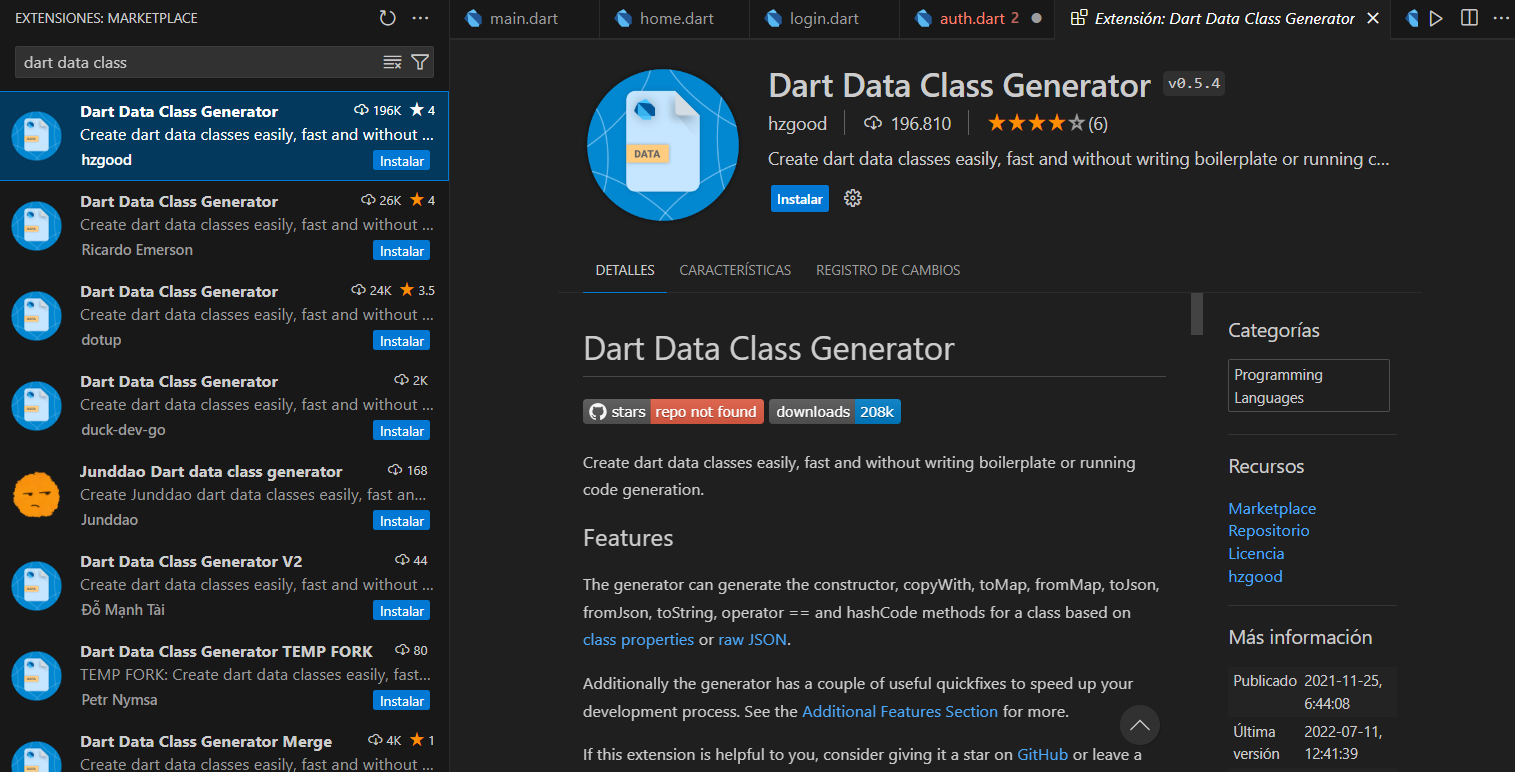 EXTENSIONES: MARKETPLACE
dart data class
Dart Data Class Generator 196K 4
Create dart data classes easily, fast and without ...
hzgood Instalar
Dart Data Class Generator 26K 4
Create dart data classes easily, fast and without ...
Ricardo Emerson Instalar
Dart Data Class Generator 24K 3.5
Create dart data classes easily, fast and without ...
dotup Instalar
Dart Data Class Generator 2K
Create dart data classes easily, fast and without ...
duck-dev-go Instalar
Junddao Dart data class generator 168
Create Junddao dart data classes easily, fast an...
Junddao Instalar
Dart Data Class Generator V2 44
Create dart data classes easily, fast and without ...
Đỗ Mạnh Tài Instalar
Dart Data Class Generator TEMP FORK 80
TEMP FORK: Create dart data classes easily, fast...
Petr Nymsa Instalar
Dart Data Class Generator Merge 4K 1
Create dart data classes easily, fast and without ...
main.dart home.dart login.dart auth.dart 2 Extensión: Dart Data Class Generator
DATA
Dart Data Class Generator v0.5.4
hzgood 196.810 (6)
Create dart data classes easily, fast and without writing boilerplate or running c...
Instalar
DETALLES CARACTERÍSTICAS REGISTRO DE CAMBIOS
Dart Data Class Generator
stars repo not found downloads 208k
Create dart data classes easily, fast and without writing boilerplate or running
code generation.
Features
The generator can generate the constructor, copyWith, toMap, fromMap, toJson,
fromJson, toString, operator == and hashCode methods for a class based on
class properties or raw JSON.
Additionally the generator has a couple of useful quickfixes to speed up your
development process. See the Additional Features Section for more.
If this extension is helpful to you, consider giving it a star on GitHub or leave a
Categorías
Programming
Languages
Recursos
Marketplace
Repositorio
Licencia
hzgood
Más información
Publicado 2021-11-25,
6:44:08
Última 2022-07-11,
versión 12:41:39